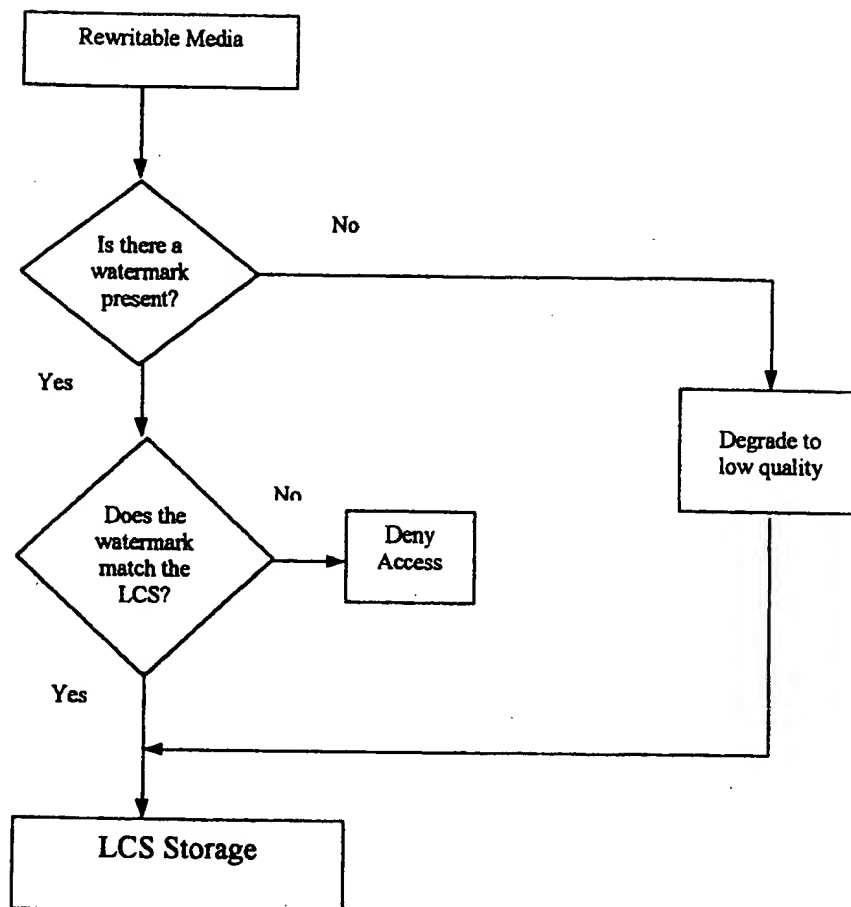 Rewritable Media
No
Is there a
watermark
present?
Yes
Degrade to
low quality
No
Does the
watermark
match the
LCS?
Deny
Access
Yes
LCS Storage